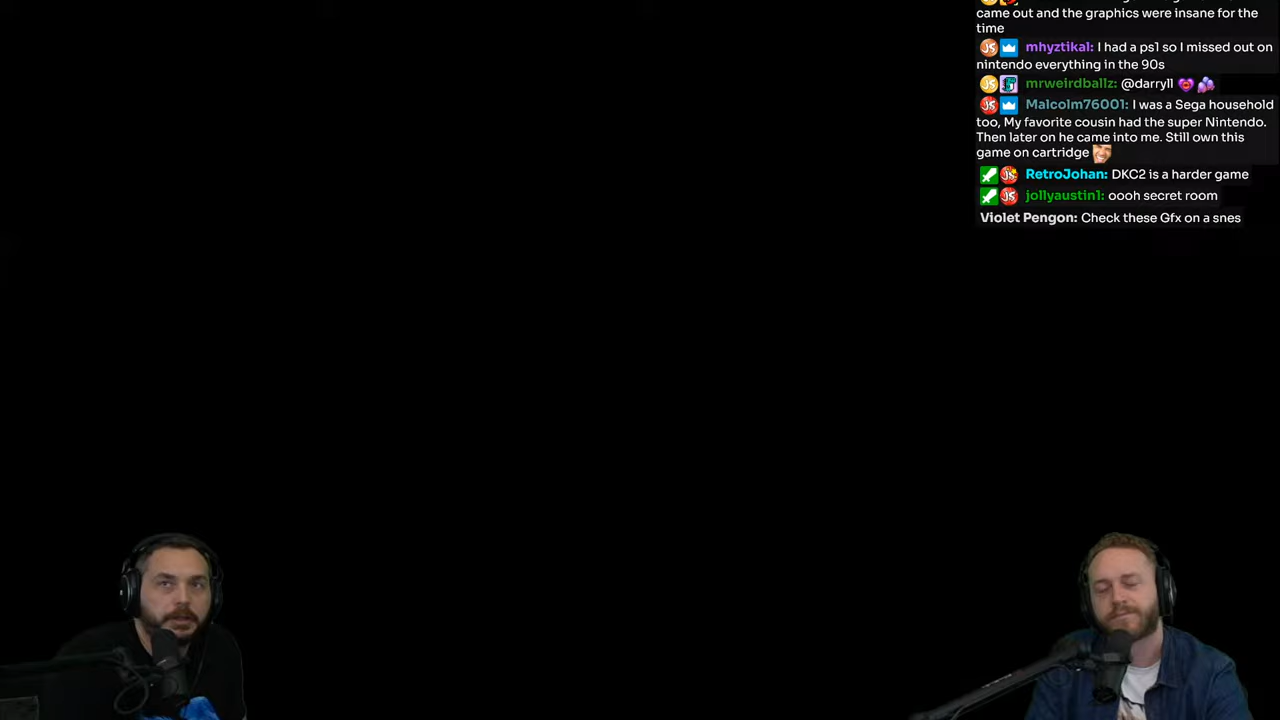 came out and the graphics were insane for the
time
mhyztikal: I had a ps1 so I missed out on
nintendo everything in the 90s
mrweirdballz: @darryll
Malcolm76001: I was a Sega household
too, My favorite cousin had the super Nintendo.
Then later on he came into me. Still own this
game on cartridge
RetroJohan: DKC2 is a harder game
jollyaustin1: oooh secret room
Violet Pengon: Check these Gfx on a snes